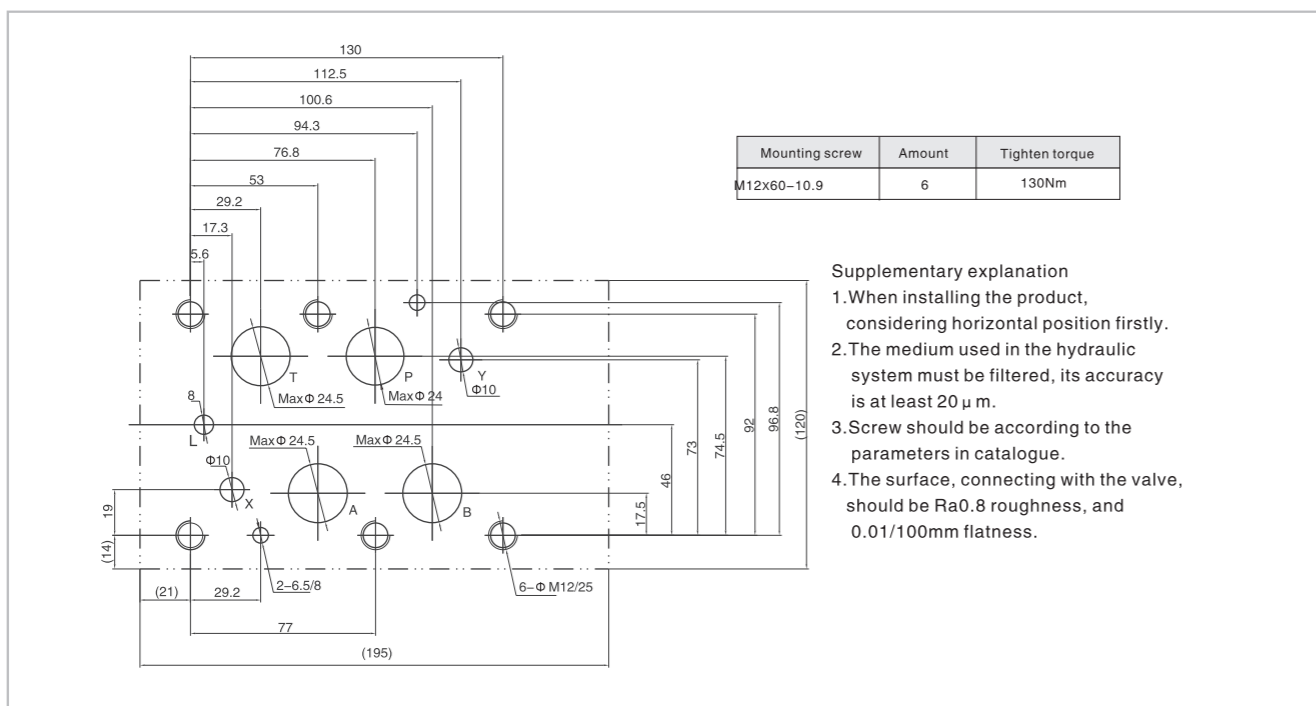 130
112.5
100.6
94.3
76.8
53
29.2
17.3
5.6
Mounting screw Amount Tighten torque
M12X60–10.9 6 130Nm
Supplementary explanation
1.When installing the product,
considering horizontal position firstly.
2.The medium used in the hydraulic
system must be filtered, its accuracy
is at least 20 μ m.
3.Screw should be according to the
parameters in catalogue.
4.The surface, connecting with the valve,
should be Ra0.8 roughness, and
0.01/100mm flatness.
T
P
Y
Φ10
MaxΦ 24.5
MaxΦ 24
8
L
MaxΦ 24.5
MaxΦ 24.5
Φ10
X
A
B
19
(14)
17.5
46
73
74.5
92
96.8
(120)
2–6.5/8
6–Φ M12/25
(21)
29.2
77
(195)